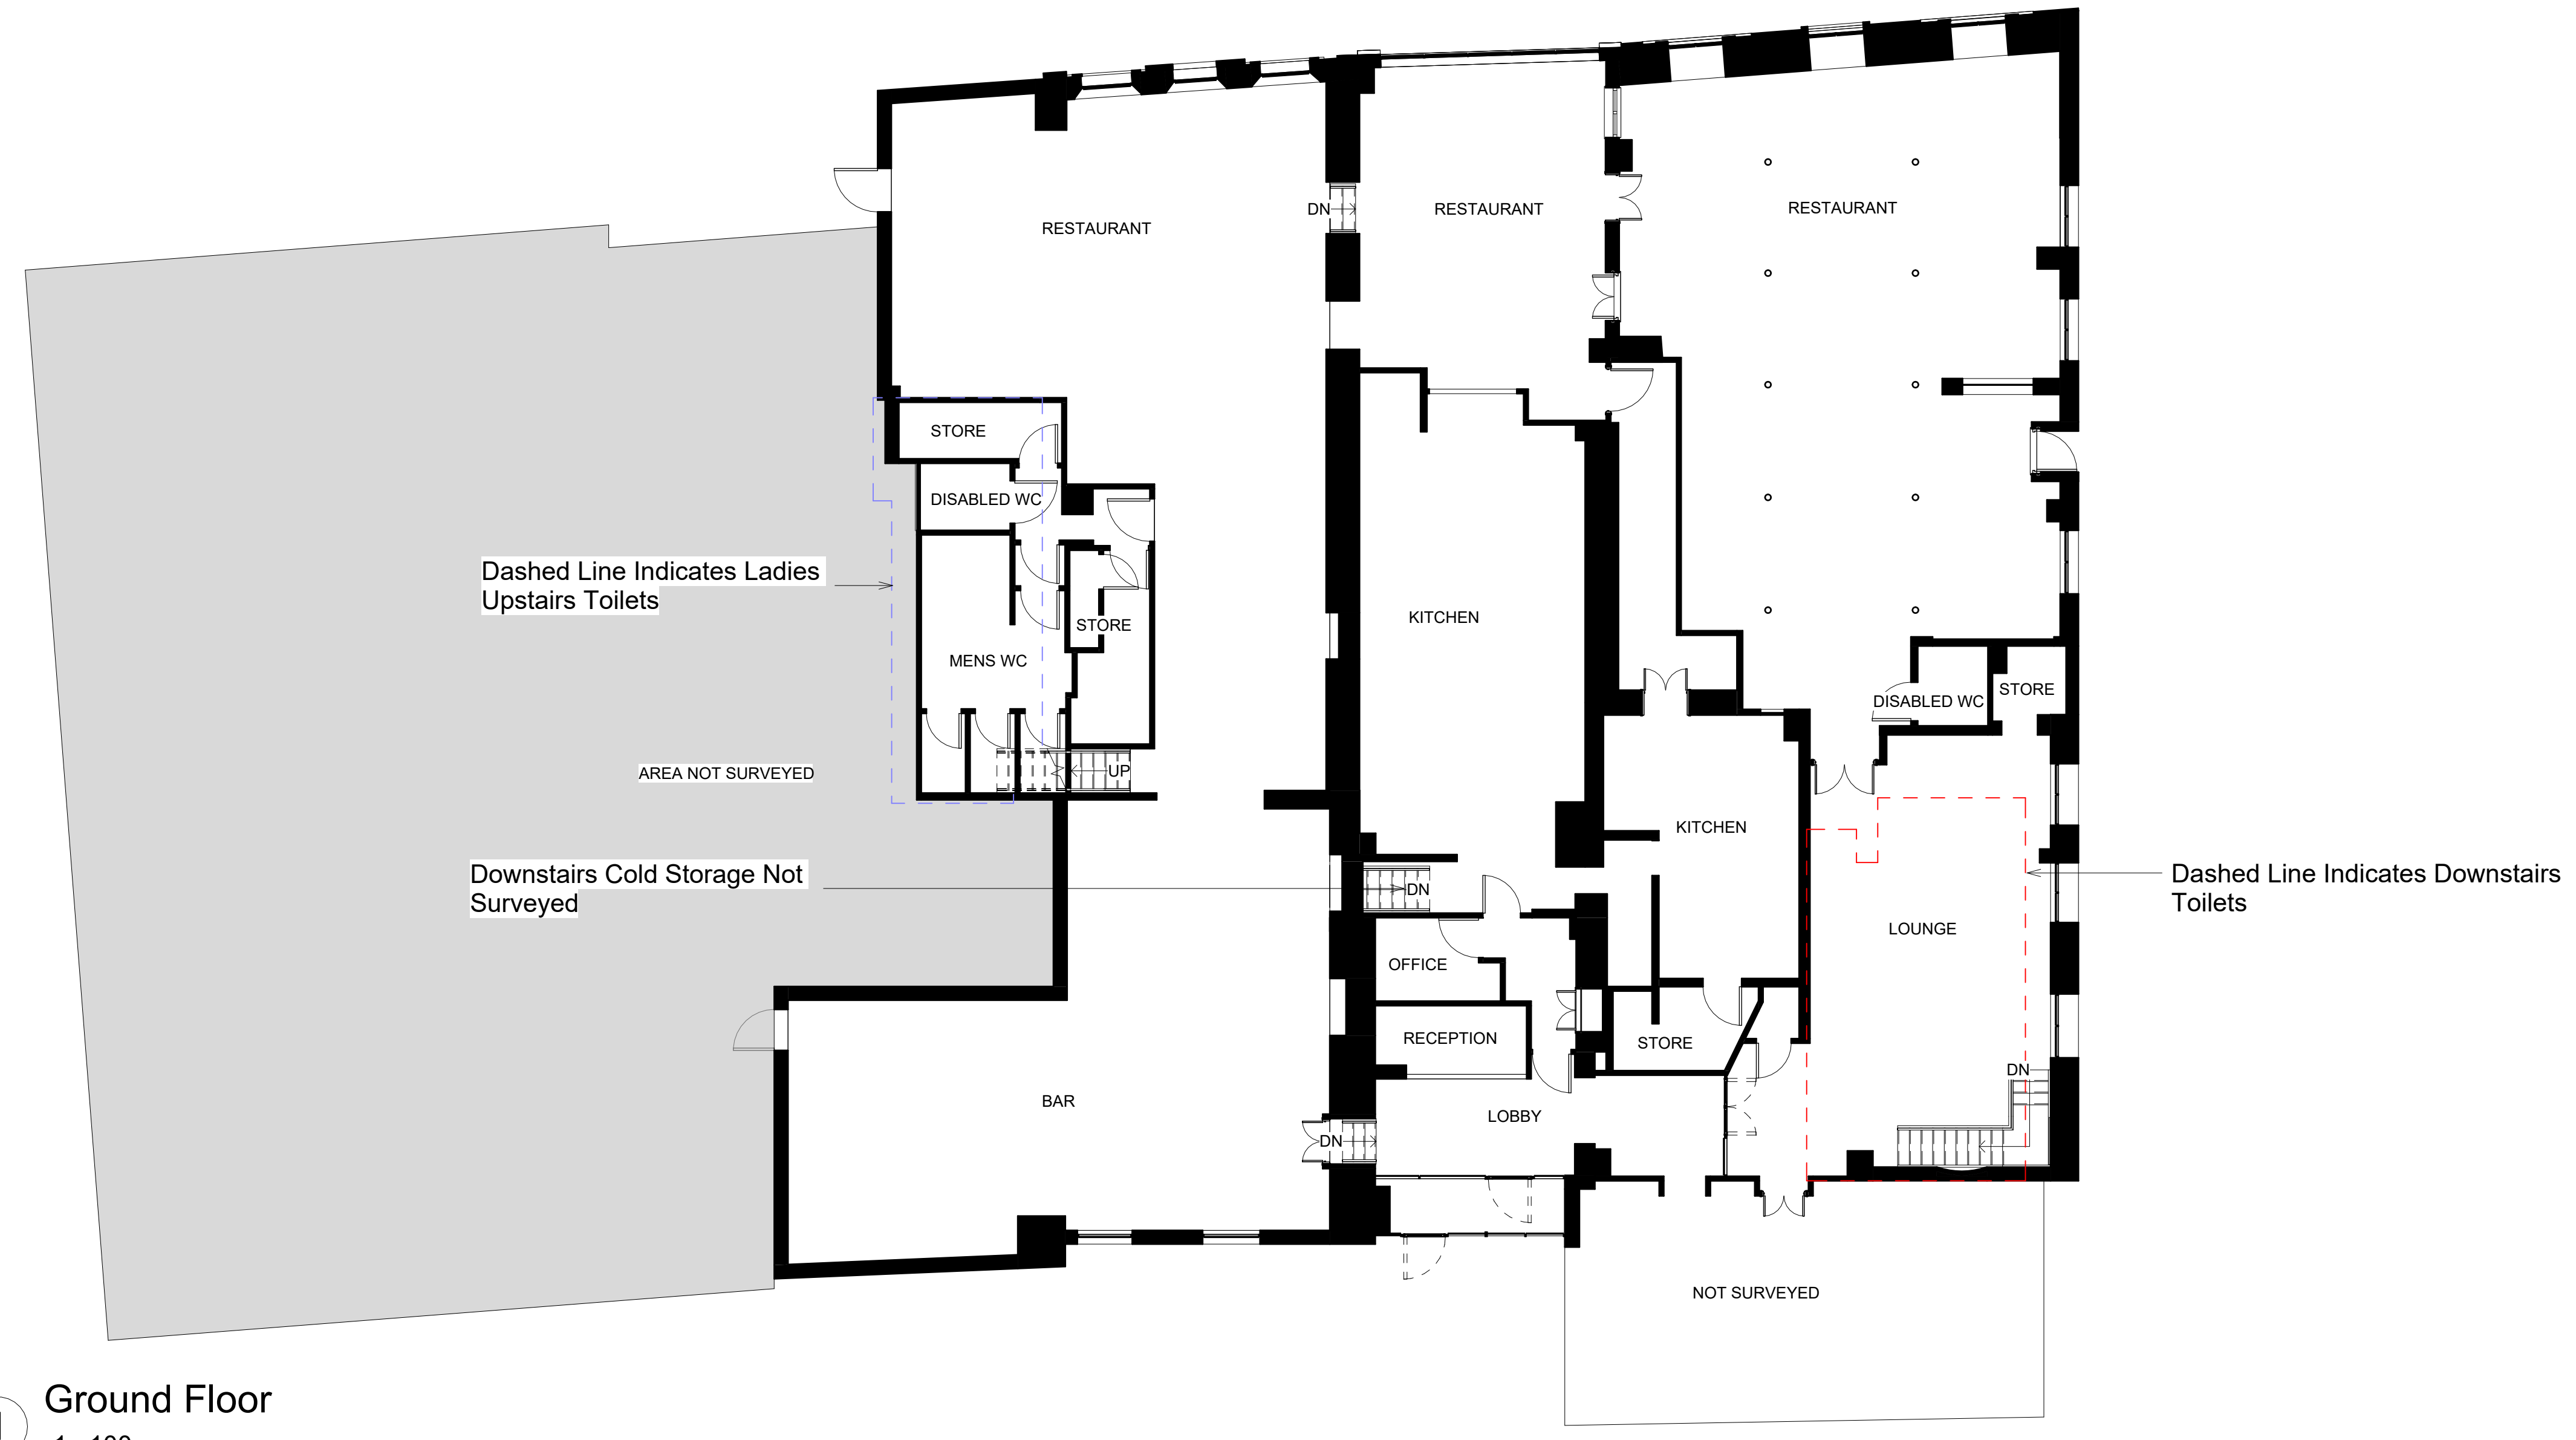 RESTAURANT
DN
RESTAURANT
RESTAURANT
STORE
DISABLED WC
Dashed Line Indicates Ladies
Upstairs Toilets
STORE
KITCHEN
MENS WC
DISABLED WC
STORE
AREA NOT SURVEYED
UP
KITCHEN
Downstairs Cold Storage Not
Surveyed
DN
Dashed Line Indicates Downstairs
Toilets
LOUNGE
OFFICE
RECEPTION
STORE
DN
BAR
LOBBY
DN
NOT SURVEYED
Ground Floor